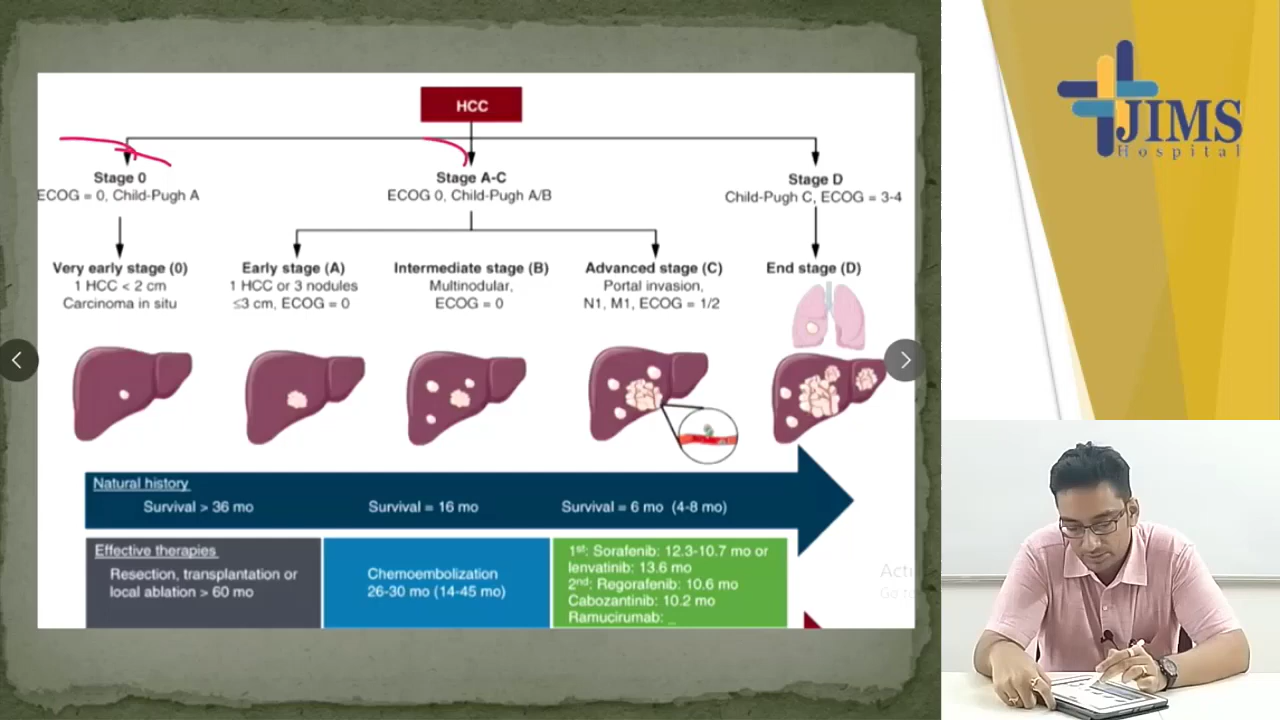 HCC
Stage 0
ECOG = 0, Child-Pugh A
Stage A-C
ECOG 0, Child-Pugh A/B
Stage D
Child-Pugh C, ECOG = 3-4
Very early stage (0)
1 HCC < 2 cm
Carcinoma in situ
Early stage (A)
1 HCC or 3 nodules
≤3 cm, ECOG = 0
Intermediate stage (B)
Multinodular,
ECOG = 0
Advanced stage (C)
Portal invasion,
N1, M1, ECOG = 1/2
End stage (D)
Natural history
Survival > 36 mo
Survival = 16 mo
Survival = 6 mo (4-8 mo)
Effective therapies
Resection, transplantation or
local ablation > 60 mo
Chemoembolization
26-30 mo (14-45 mo)
1st: Sorafenib: 12.3-10.7 mo or
lenvatinib: 13.6 mo
2nd: Regorafenib: 10.6 mo
Cabozantinib: 10.2 mo
Ramucirumab: _
Acti
Go to
JIMS
Hospital